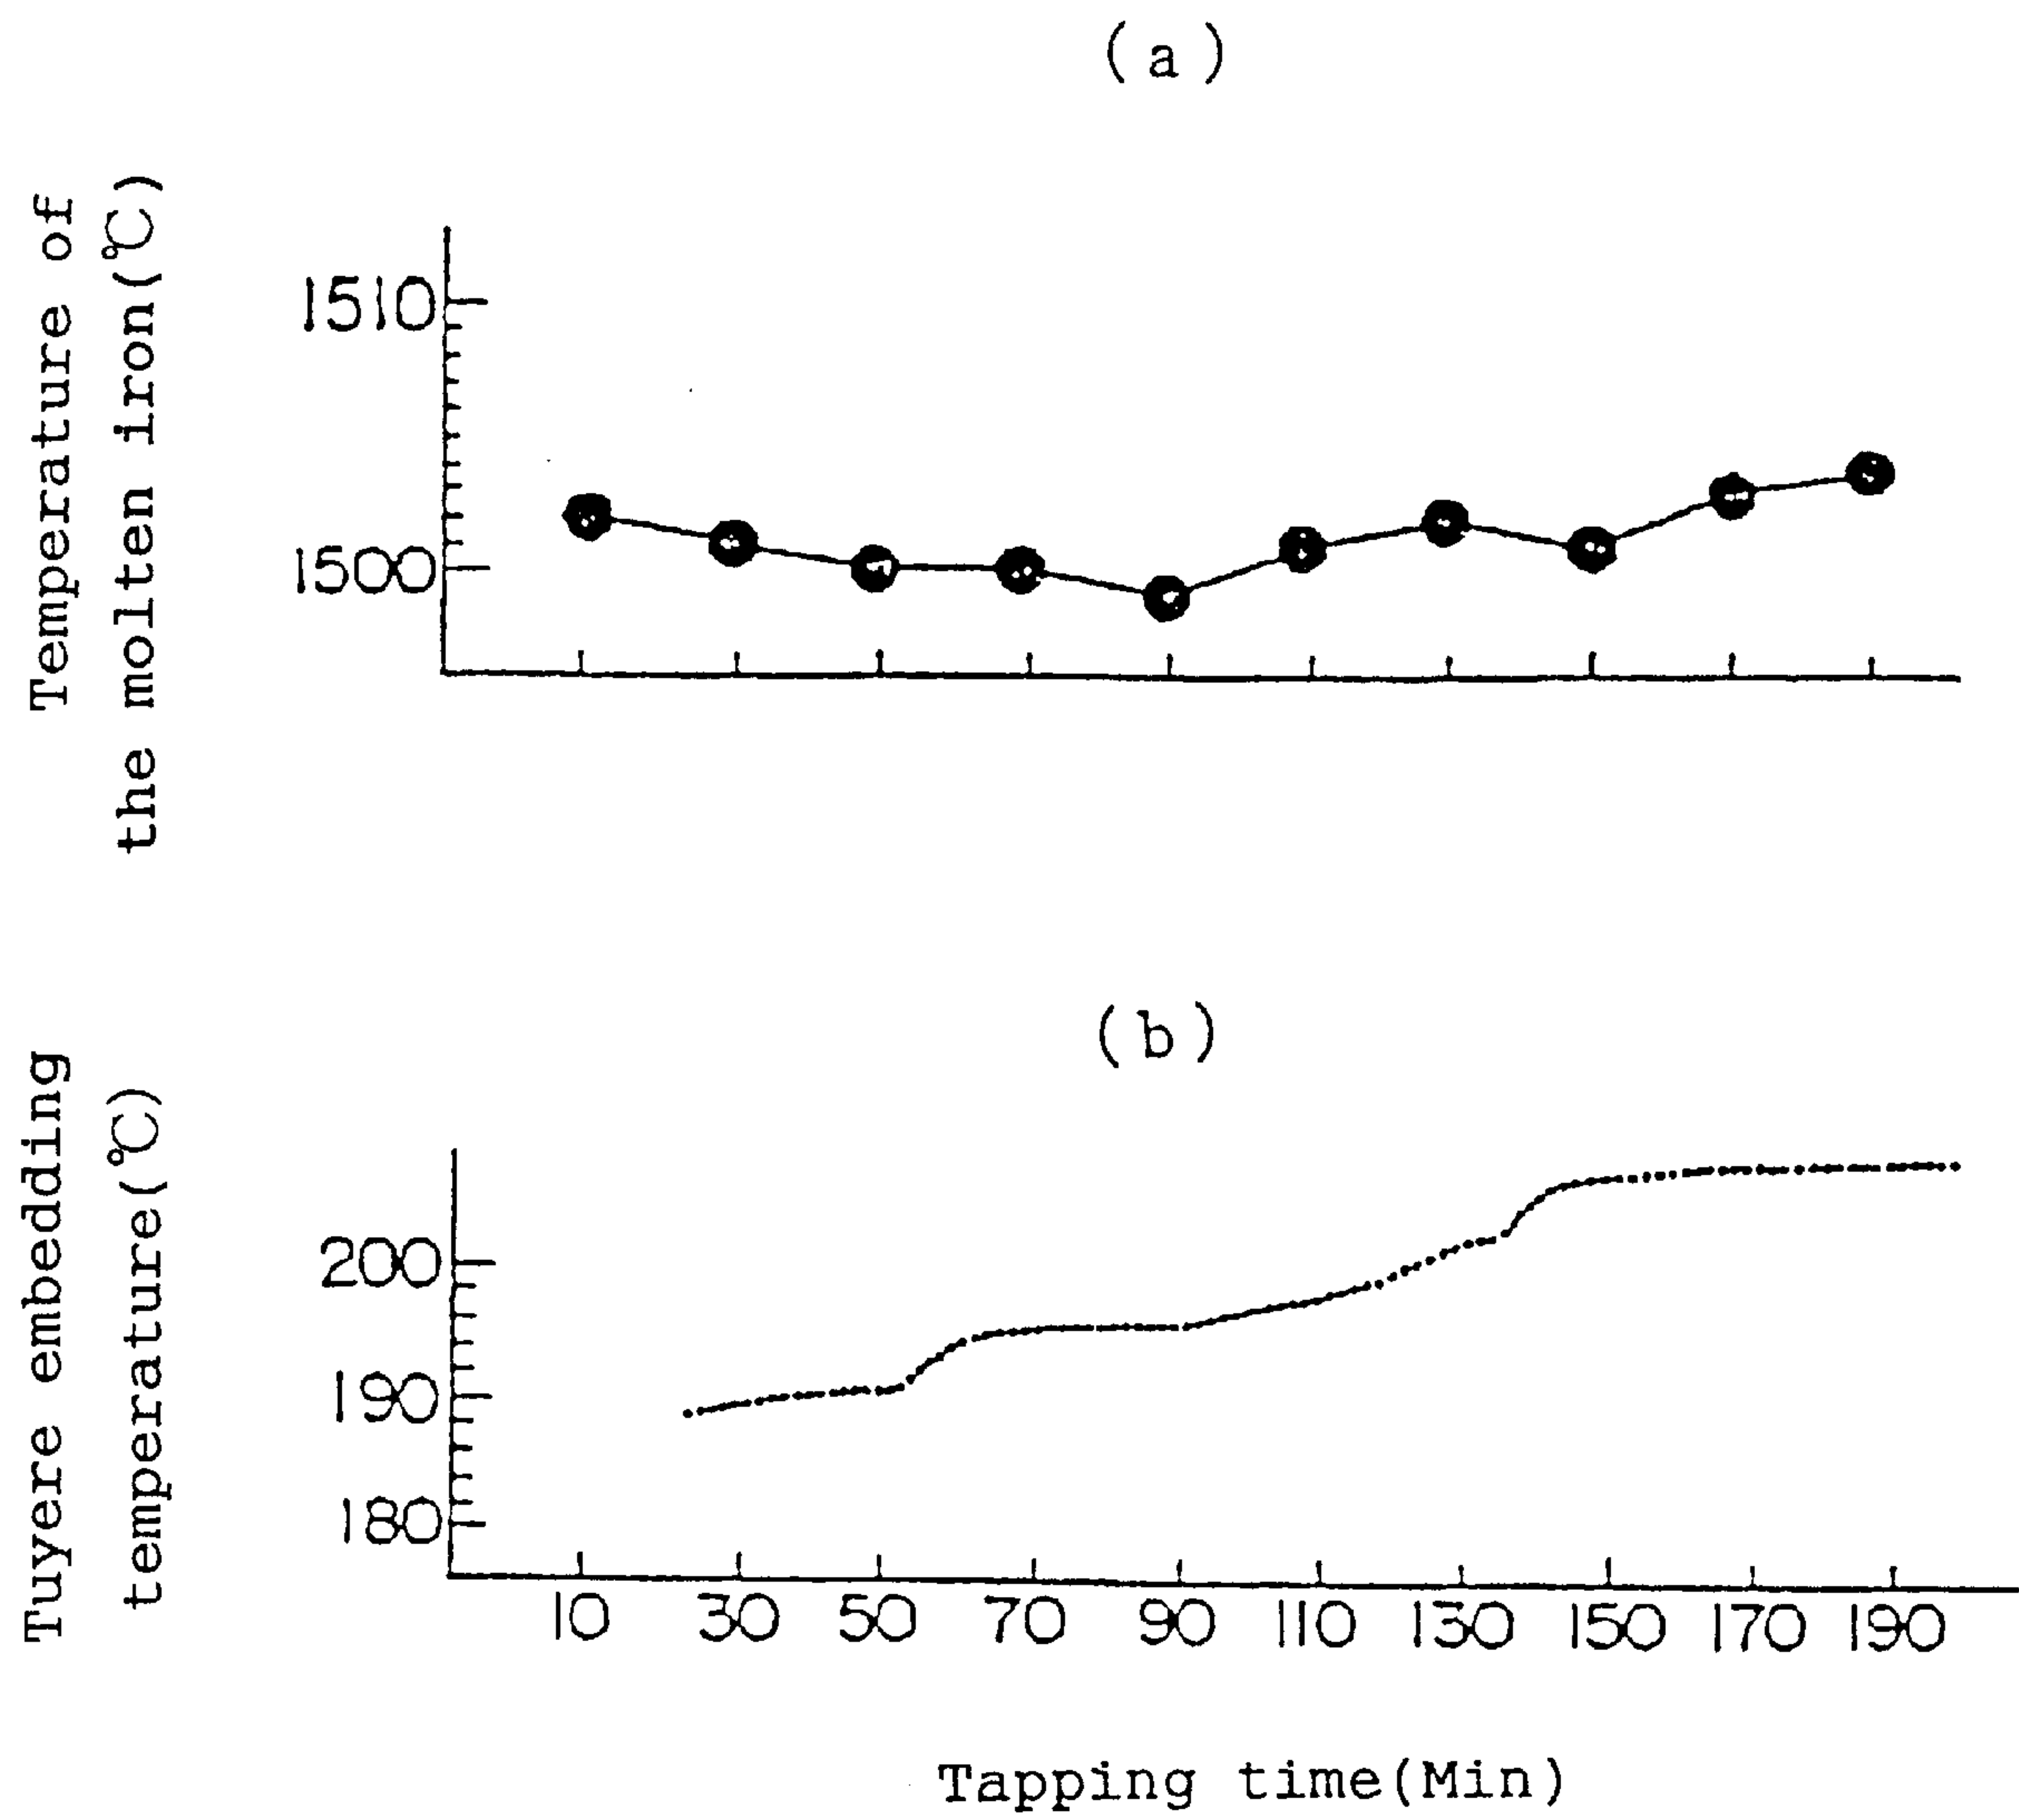 (a)
Temperature of
the molten iron(℃)
1510
1500
(b)
Tuyere embedding
temperature(℃)
200
190
180
10 30 50 70 90 110 130 150 170 190
Tapping time(Min)